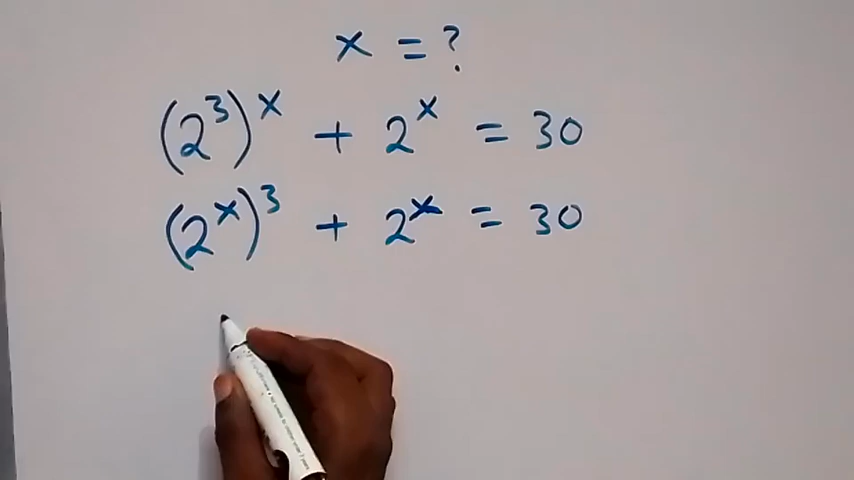 x = ?
(2³)ˣ + 2ˣ = 30
(2ˣ)³ + 2ˣ = 30